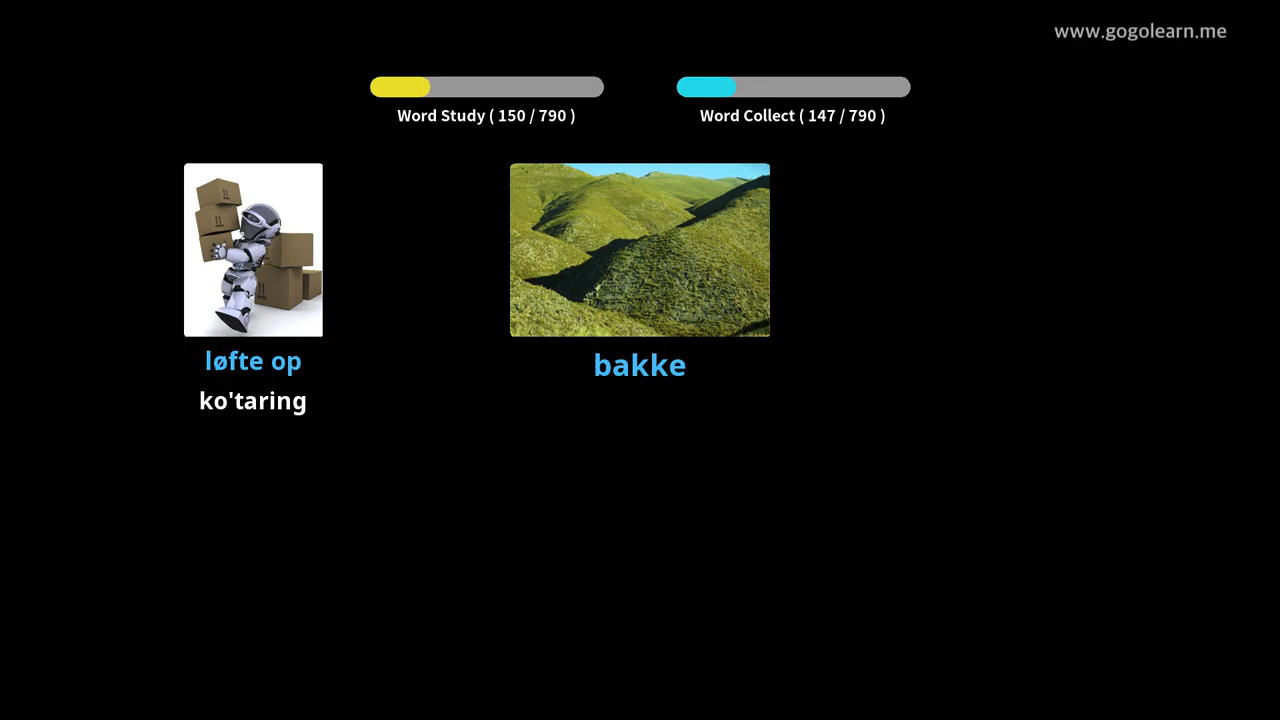 www.gogolearn.me
Word Study ( 150 / 790 )
Word Collect ( 147 / 790 )
løfte op
ko'taring
bakke